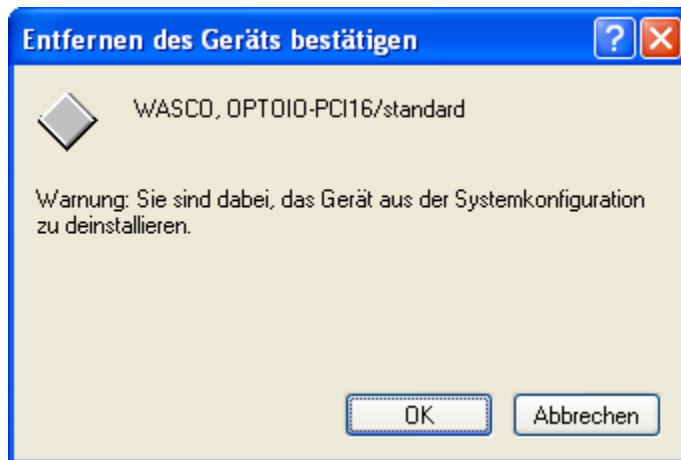 Entfernen des Geräts bestätigen
WASCO, OPTOIO-PCI16/standard
Warnung: Sie sind dabei, das Gerät aus der Systemkonfiguration
zu deinstallieren.
OK
Abbrechen